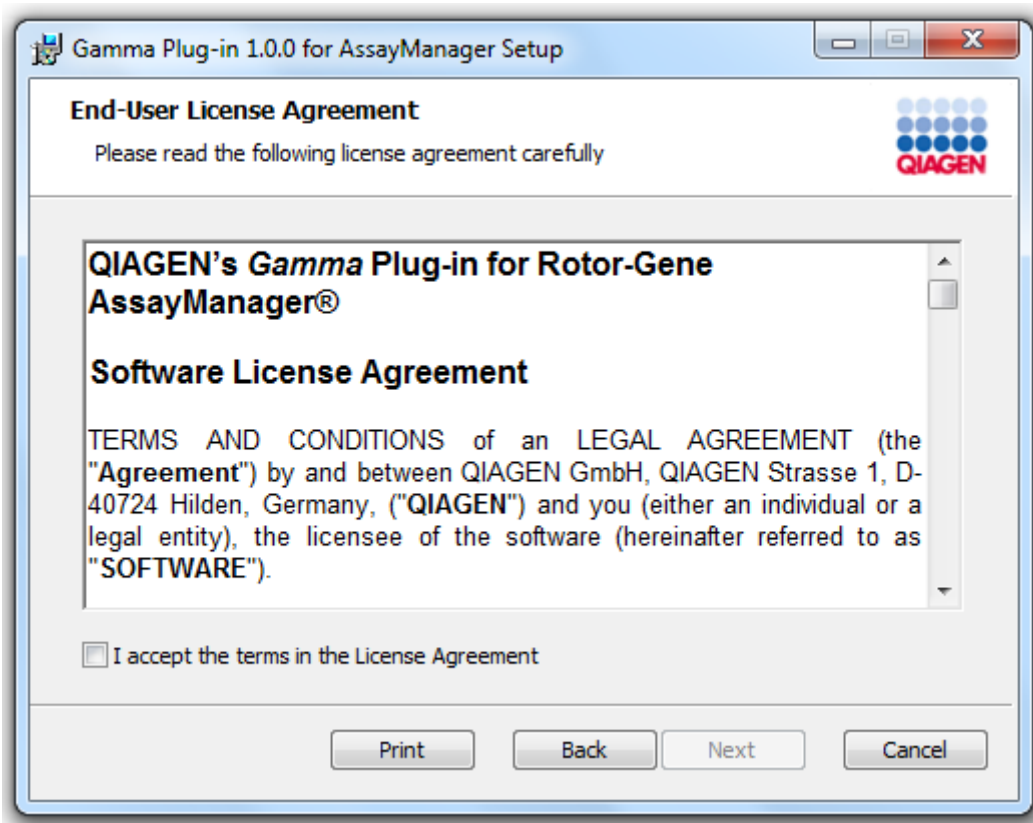 Gamma Plug-in 1.0.0 for AssayManager Setup
End-User License Agreement
Please read the following license agreement carefully
QIAGEN
QIAGEN’s Gamma Plug-in for Rotor-Gene
AssayManager®
Software License Agreement
TERMS AND CONDITIONS of an LEGAL AGREEMENT (the
"Agreement") by and between QIAGEN GmbH, QIAGEN Strasse 1, D-
40724 Hilden, Germany, ("QIAGEN") and you (either an individual or a
legal entity), the licensee of the software (hereinafter referred to as
"SOFTWARE").
I accept the terms in the License Agreement
Print Back Next Cancel